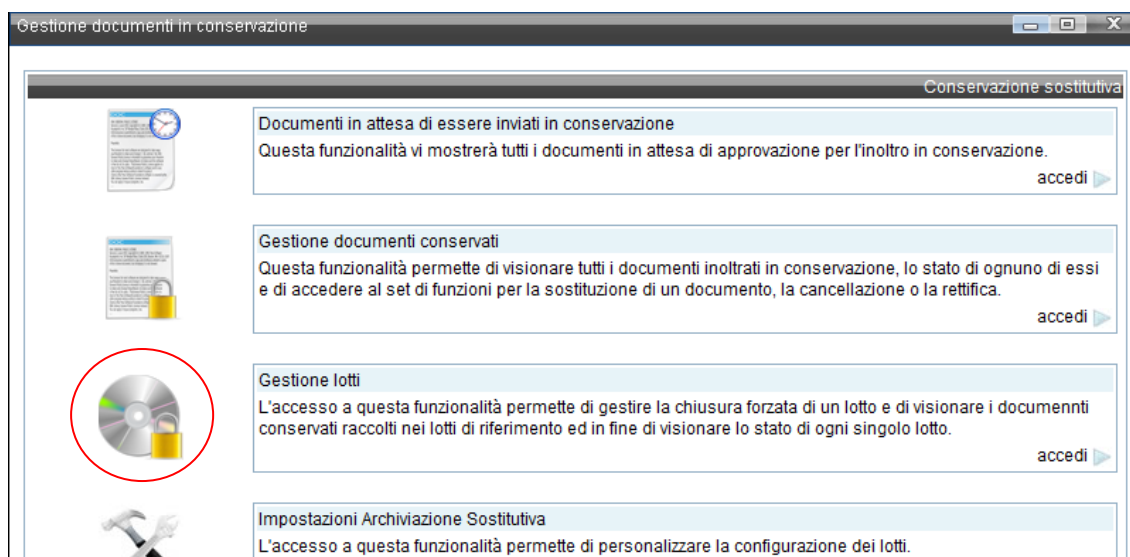 Gestione documenti in conservazione
Conservazione sostitutiva
Documenti in attesa di essere inviati in conservazione
Questa funzionalità vi mostrerà tutti i documenti in attesa di approvazione per l'inoltro in conservazione.
accedi
Gestione documenti conservati
Questa funzionalità permette di visionare tutti i documenti inoltrati in conservazione, lo stato di ognuno di essi
e di accedere al set di funzioni per la sostituzione di un documento, la cancellazione o la rettifica.
accedi
Gestione lotti
L'accesso a questa funzionalità permette di gestire la chiusura forzata di un lotto e di visionare i documennti
conservati raccolti nei lotti di riferimento ed in fine di visionare lo stato di ogni singolo lotto.
accedi
Impostazioni Archiviazione Sostitutiva
L'accesso a questa funzionalità permette di personalizzare la configurazione dei lotti.